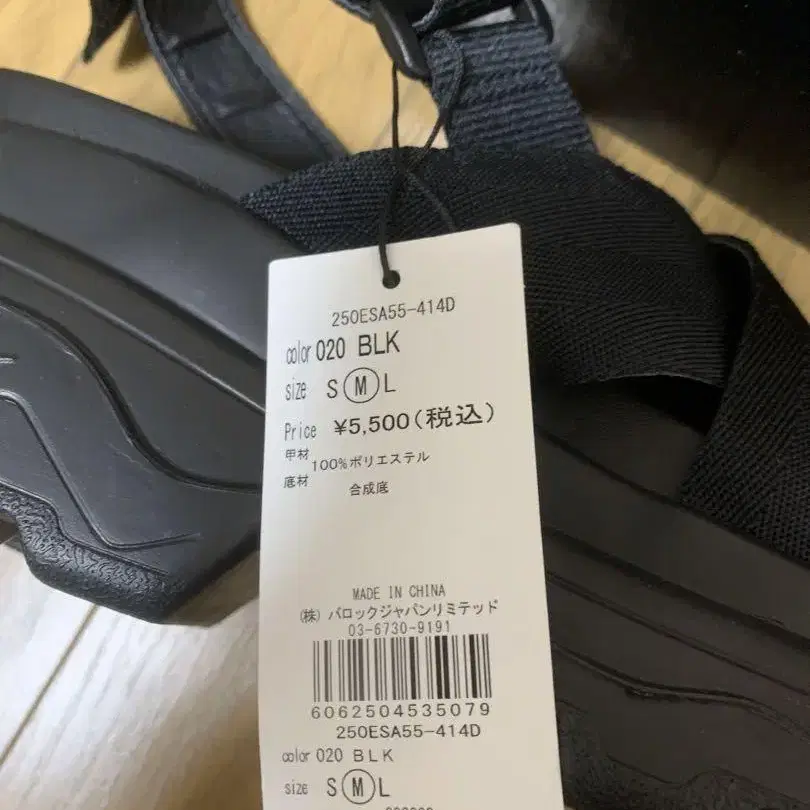 250ESA55-414D
color 020 BLK
size S M L
Price ¥5,500(税込)
甲材 100%ポリエステル
底材 合成底
MADE IN CHINA
(株) バロックジャパンリミテッド
03-6730-9191
6062504535079
250ESA55-414D
color 020 BLK
size S M L